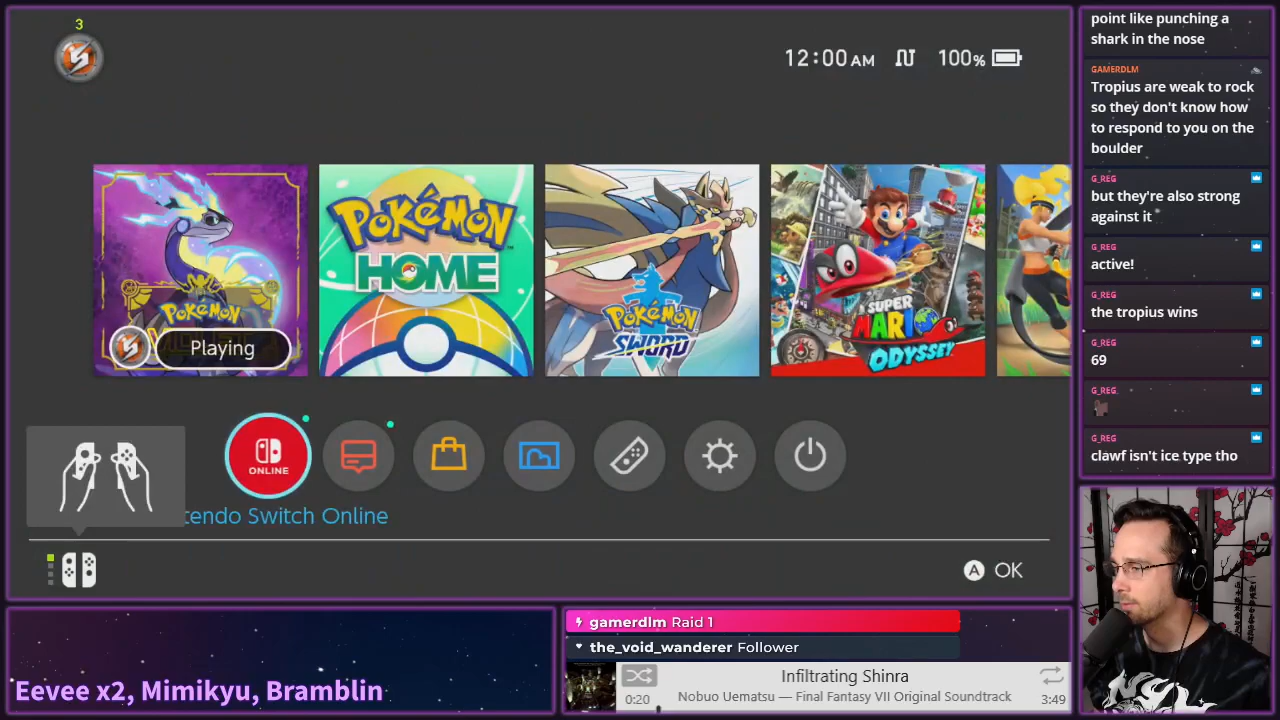 3
12:00 AM 100%
POKéMON
Playing
POKéMON
HOME
POKéMON
SWORD
SUPER
MARIO
ODYSSEY
ONLINE
tendo Switch Online
A OK
point like punching a
shark in the nose
GAMERDLM
Tropius are weak to rock
so they don't know how
to respond to you on the
boulder
G_REG
but they're also strong
against it
G_REG
active!
G_REG
the tropius wins
G_REG
69
G_REG
G_REG
clawf isn't ice type tho
Eevee x2, Mimikyu, Bramblin
gamerdlm Raid 1
the_void_wanderer Follower
Infiltrating Shinra
0:20 Nobuo Uematsu — Final Fantasy VII Original Soundtrack 3:49